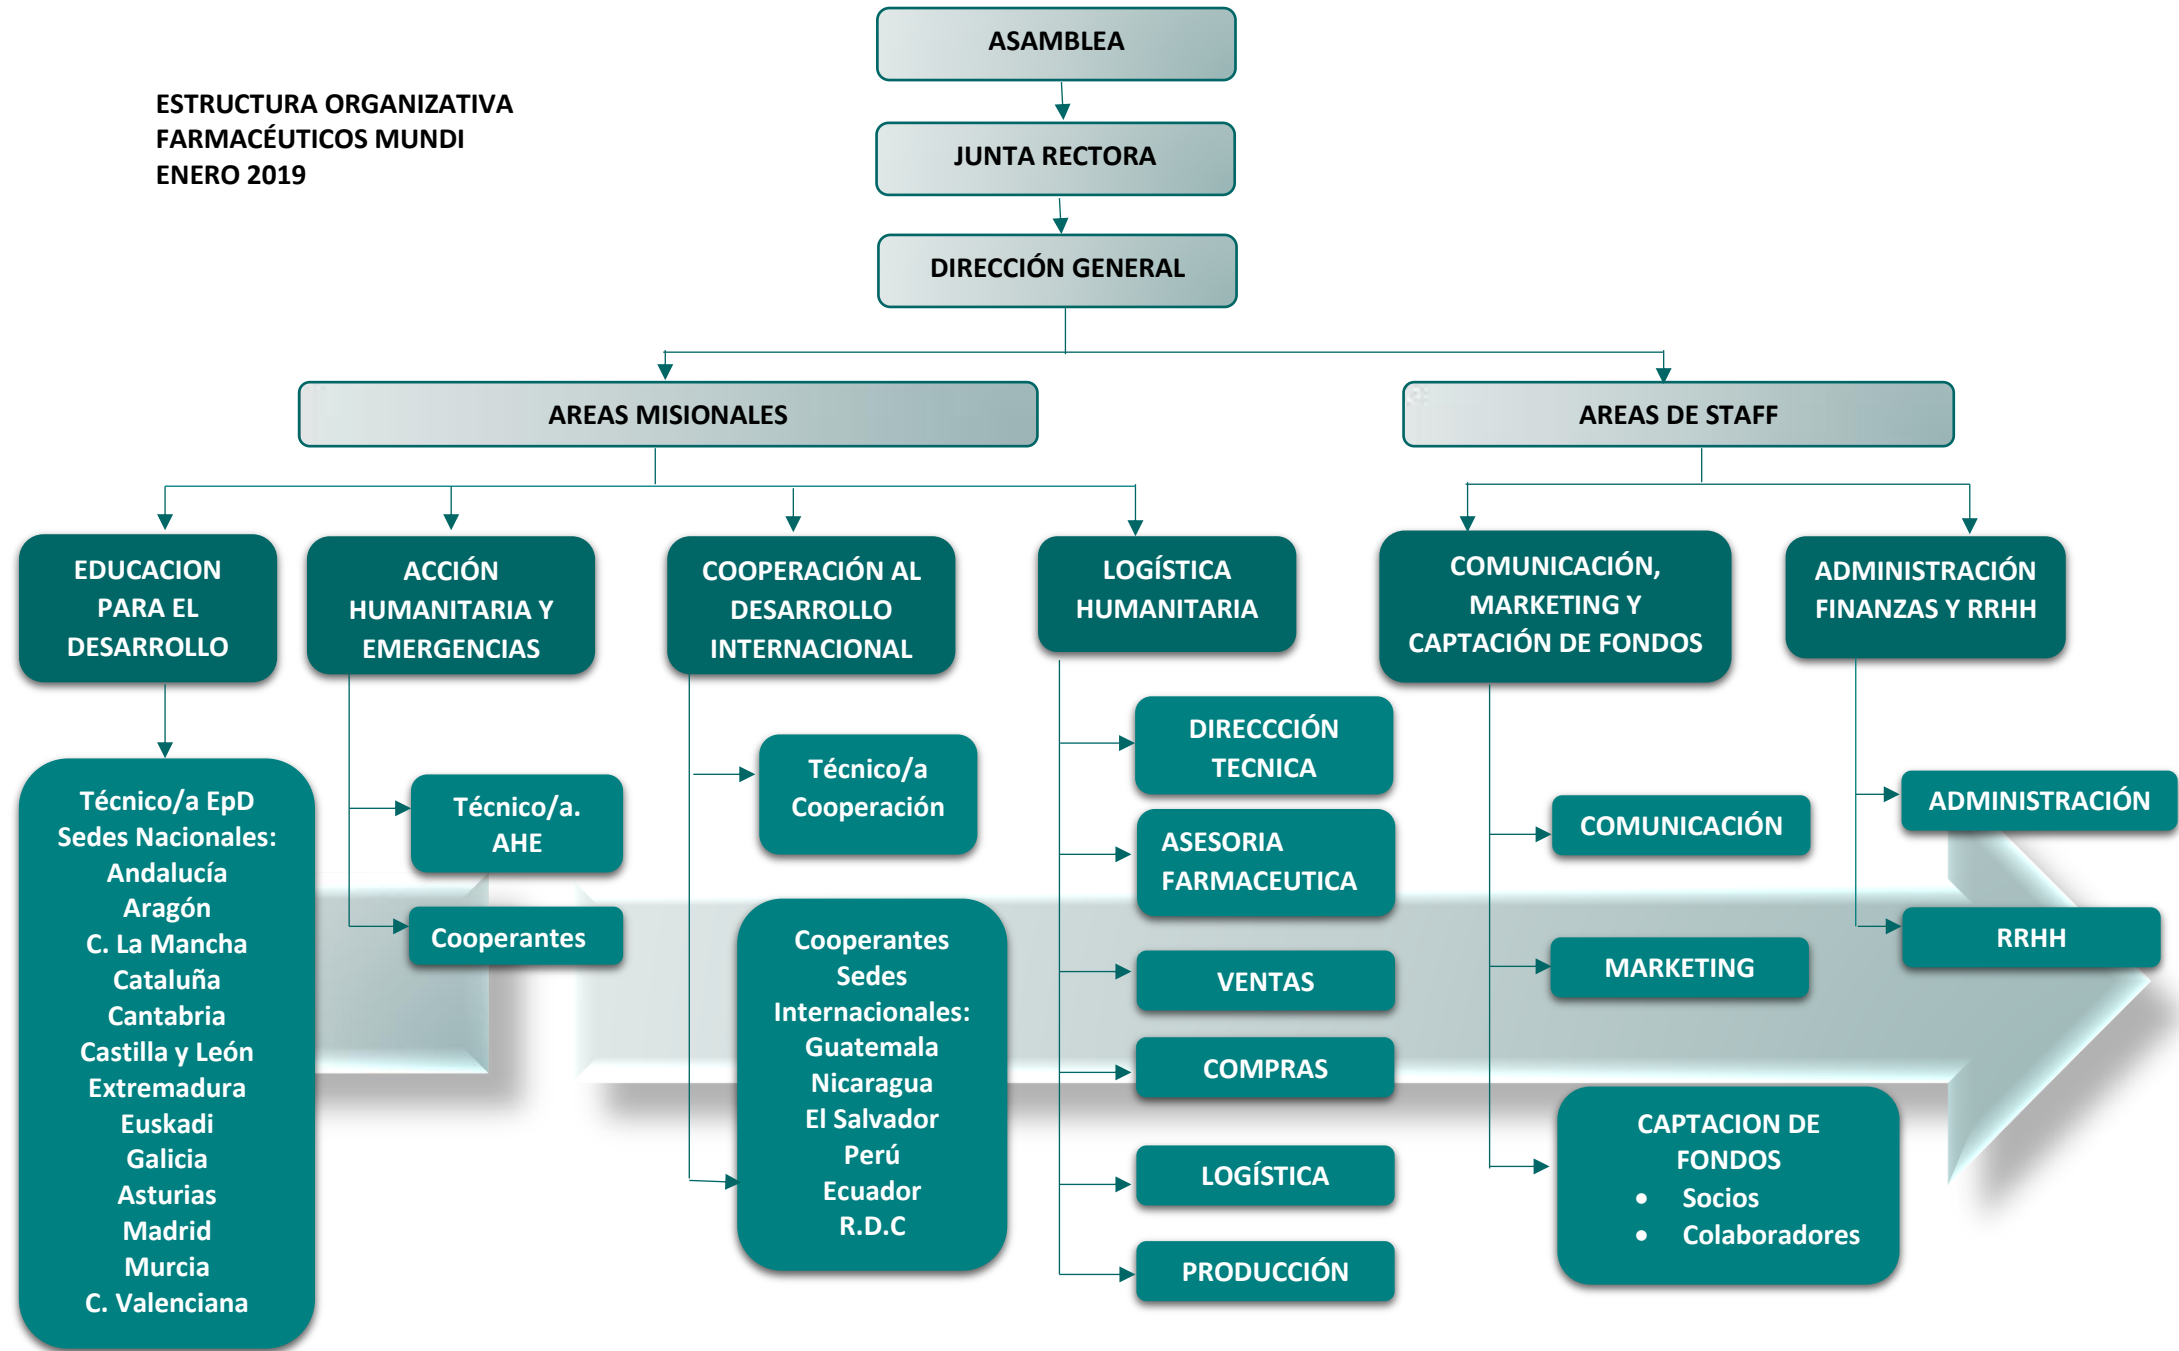 ESTRUCTURA ORGANIZATIVA
FARMACÉUTICOS MUNDI
ENERO 2019
ASAMBLEA
JUNTA RECTORA
DIRECCIÓN GENERAL
AREAS MISIONALES
AREAS DE STAFF
EDUCACION
PARA EL
DESARROLLO
ACCIÓN
HUMANITARIA Y
EMERGENCIAS
COOPERACIÓN AL
DESARROLLO
INTERNACIONAL
LOGÍSTICA
HUMANITARIA
COMUNICACIÓN,
MARKETING Y
CAPTACIÓN DE FONDOS
ADMINISTRACIÓN
FINANZAS Y RRHH
Técnico/a EpD
Sedes Nacionales:
Andalucía
Aragón
C. La Mancha
Cataluña
Cantabria
Castilla y León
Extremadura
Euskadi
Galicia
Asturias
Madrid
Murcia
C. Valenciana
Técnico/a.
AHE
Cooperantes
Técnico/a
Cooperación
Cooperantes
Sedes
Internacionales:
Guatemala
Nicaragua
El Salvador
Perú
Ecuador
R.D.C
DIRECCCIÓN
TECNICA
ASESORIA
FARMACEUTICA
VENTAS
COMPRAS
LOGÍSTICA
PRODUCCIÓN
COMUNICACIÓN
MARKETING
CAPTACION DE
FONDOS
• Socios
• Colaboradores
ADMINISTRACIÓN
RRHH